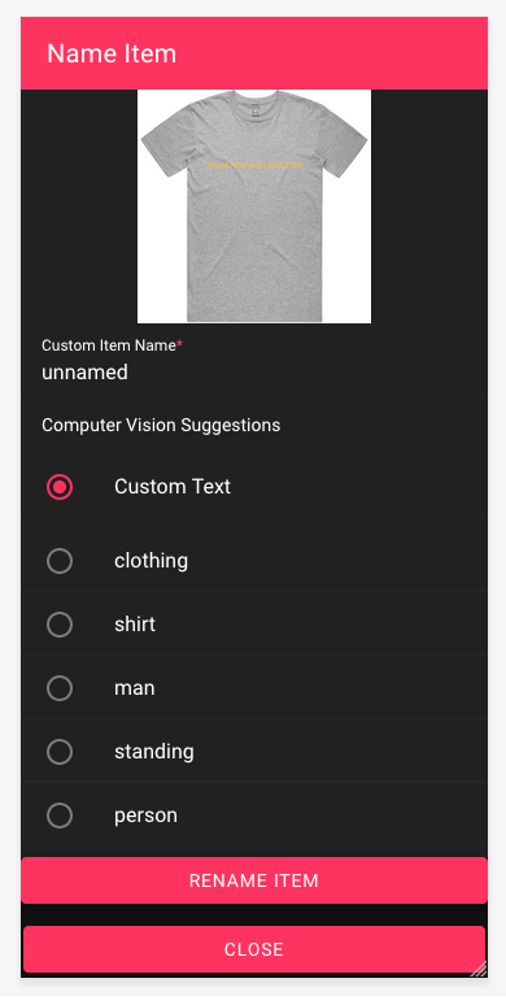 Name Item
Custom Item Name*
unnamed
Computer Vision Suggestions
Custom Text
clothing
shirt
man
standing
person
RENAME ITEM
CLOSE